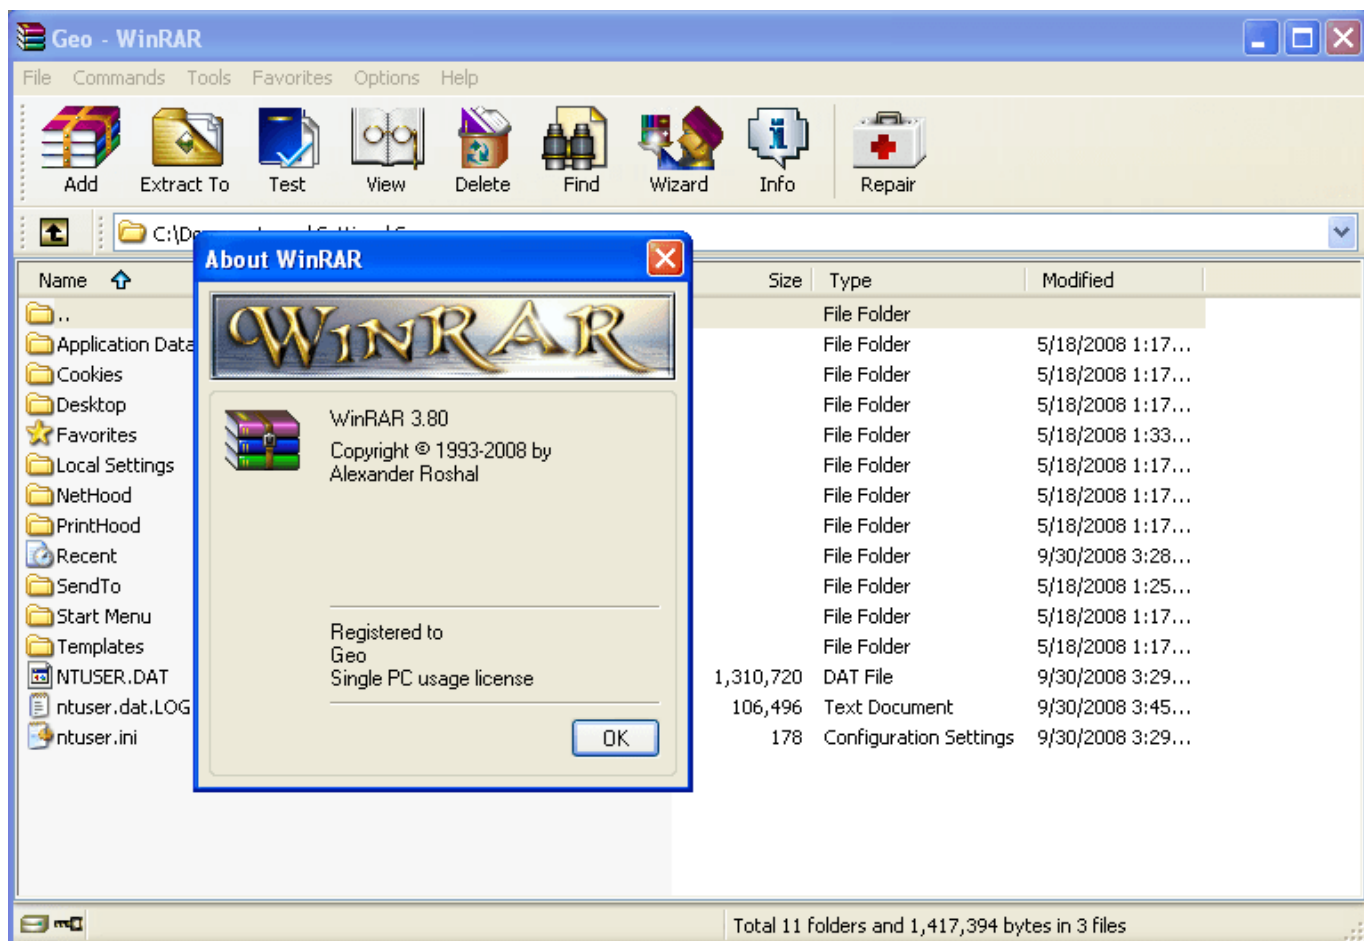 Geo - WinRAR
File Commands Tools Favorites Options Help
Add Extract To Test View Delete Find Wizard Info Repair
About WinRAR
Name Size Type Modified
WINRAR
.. File Folder
Application Data File Folder 5/18/2008 1:17...
Cookies File Folder 5/18/2008 1:17...
Desktop File Folder 5/18/2008 1:17...
Favorites File Folder 5/18/2008 1:33...
Local Settings File Folder 5/18/2008 1:17...
NetHood File Folder 5/18/2008 1:17...
PrintHood File Folder 5/18/2008 1:17...
Recent File Folder 9/30/2008 3:28...
SendTo File Folder 5/18/2008 1:25...
Start Menu File Folder 5/18/2008 1:17...
Templates File Folder 5/18/2008 1:17...
NTUSER.DAT 1,310,720 DAT File 9/30/2008 3:29...
ntuser.dat.LOG 106,496 Text Document 9/30/2008 3:45...
ntuser.ini 178 Configuration Settings 9/30/2008 3:29...
WinRAR 3.80
Copyright © 1993-2008 by
Alexander Roshal
Registered to
Geo
Single PC usage license
OK
Total 11 folders and 1,417,394 bytes in 3 files